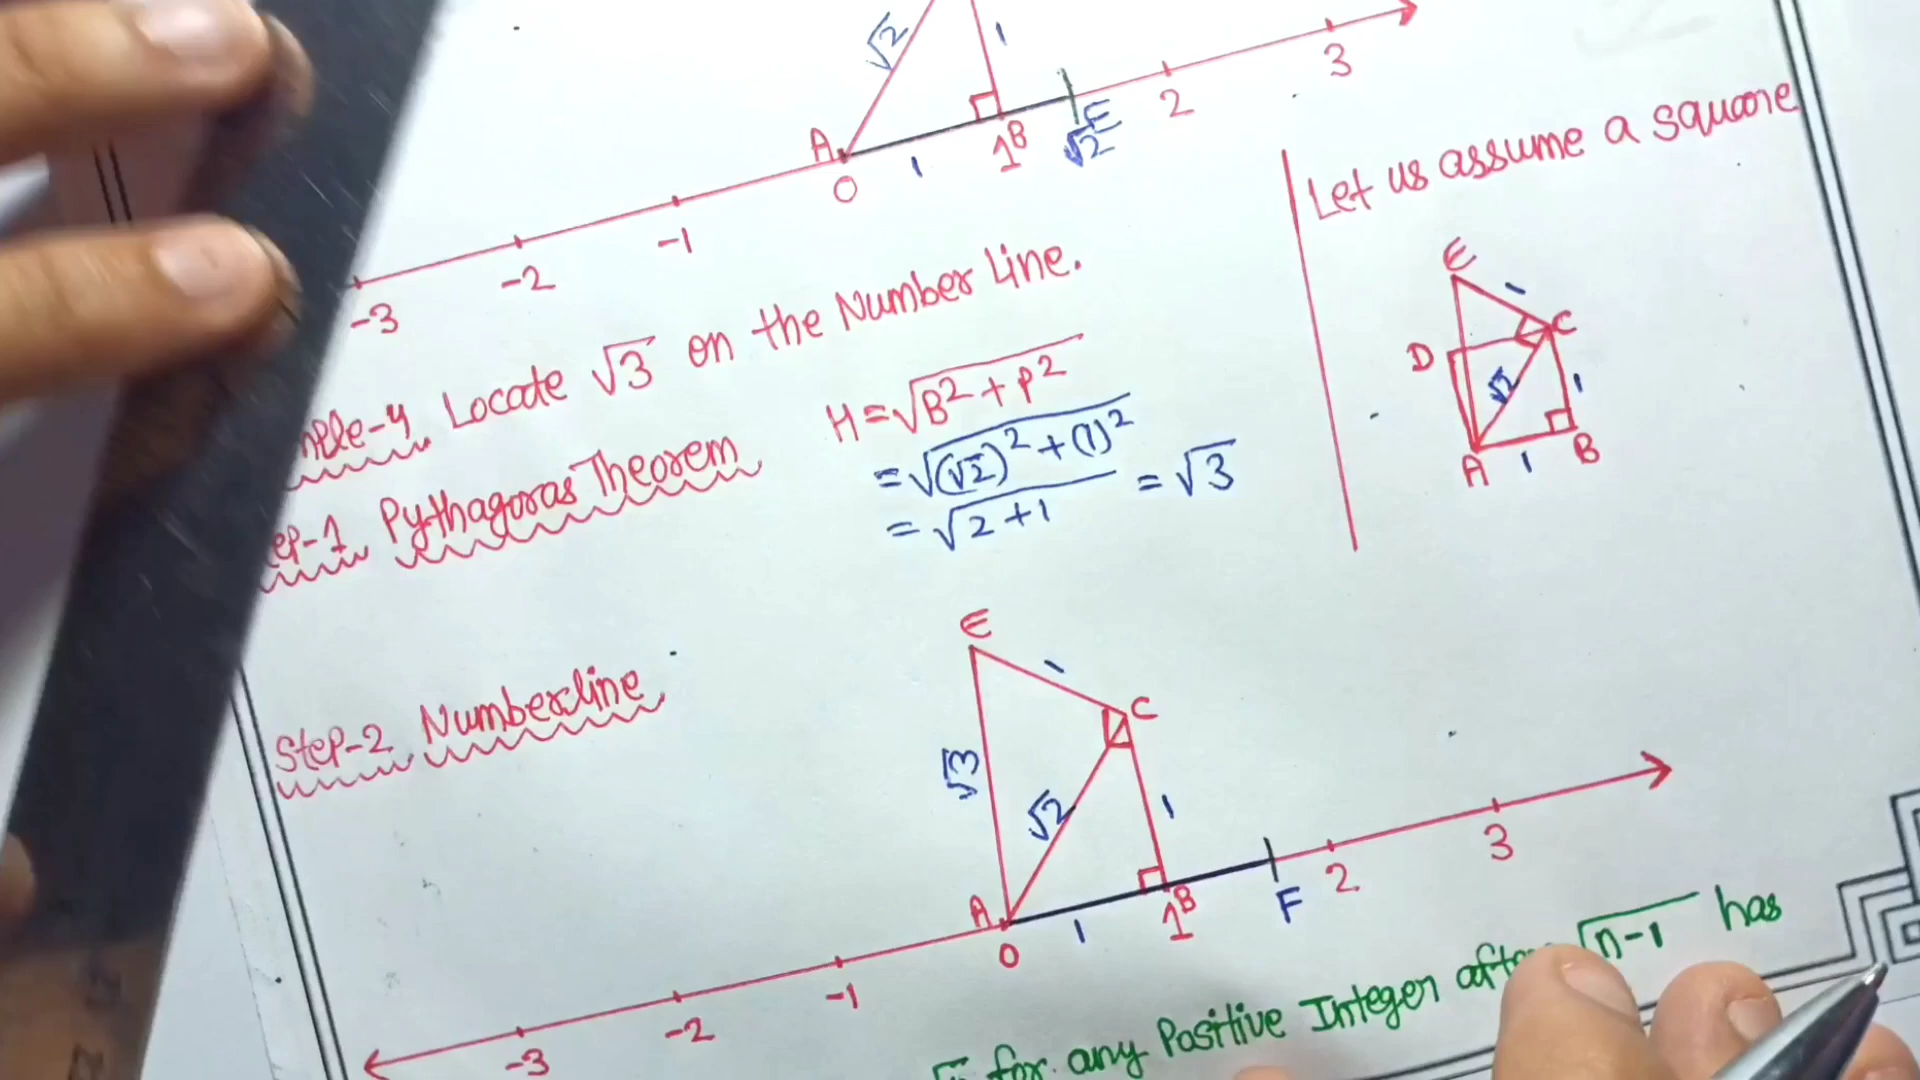 √2
1
3
2
E
√2
1B
1
A
0
-1
-2
-3
Let us assume a square
E
1
C
D
√2
1
A 1 B
Locate √3 on the Number Line.
Pythagoras Theorem
H = √B² + P²
= √(√2)² + (1)²
= √2+1 = √3
Step-2 Numberline
E
1
C
√3
√2
1
A
0
1
1B
F
2
3
-1
-2
-3
for any Positive Integer √n-1 has